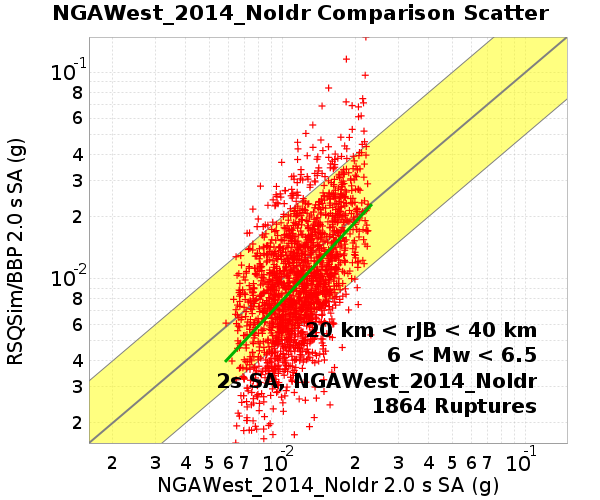 NGAWest_2014_NoIdr Comparison Scatter
RSQSim/BBP 2.0 s SA (g)
10-1
8
6
4
3
2
10-2
8
6
4
3
2
20 km < rJB < 40 km
6 < Mw < 6.5
2s SA, NGAWest_2014_NoIdr
1864 Ruptures
2 3 4 5 6 7 10-2 2 3 4 5 6 7 10-1
NGAWest_2014_NoIdr 2.0 s SA (g)